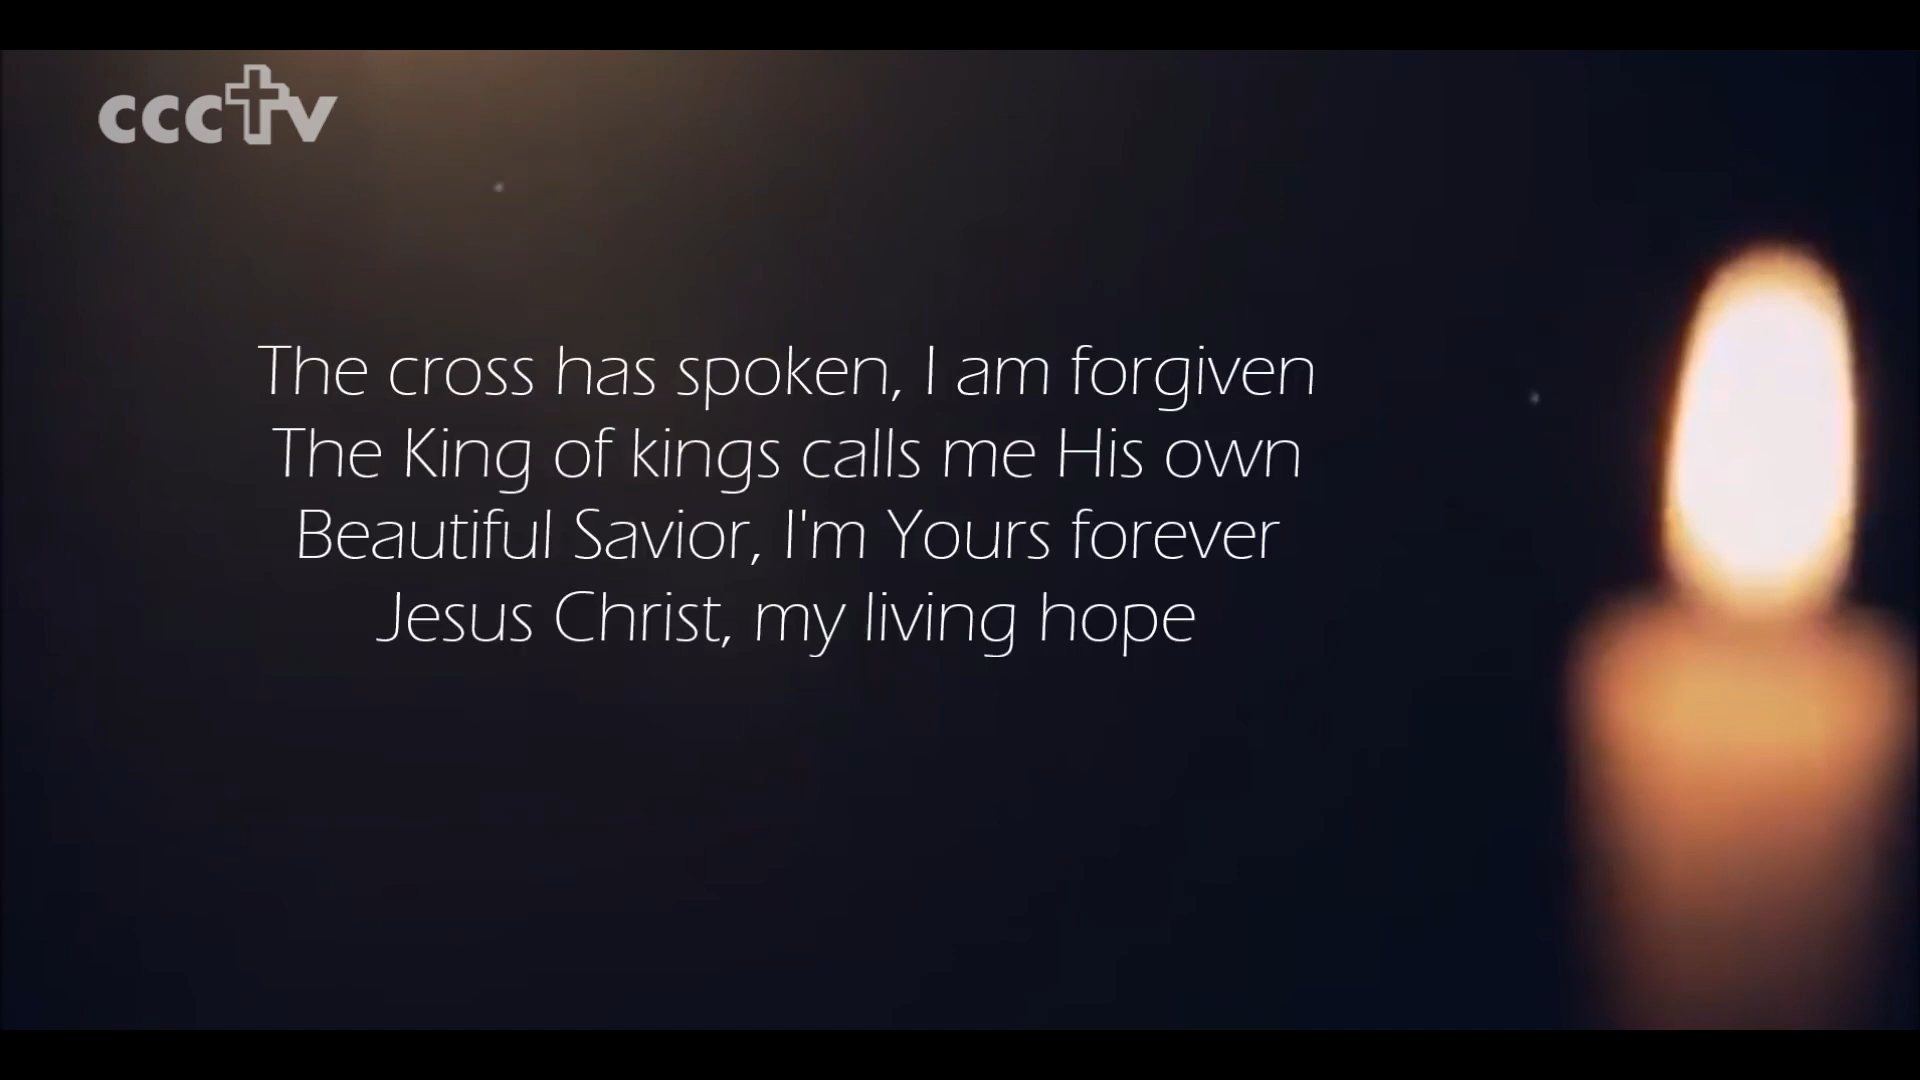 ccctv
The cross has spoken, I am forgiven
The King of kings calls me His own
Beautiful Savior, I'm Yours forever
Jesus Christ, my living hope